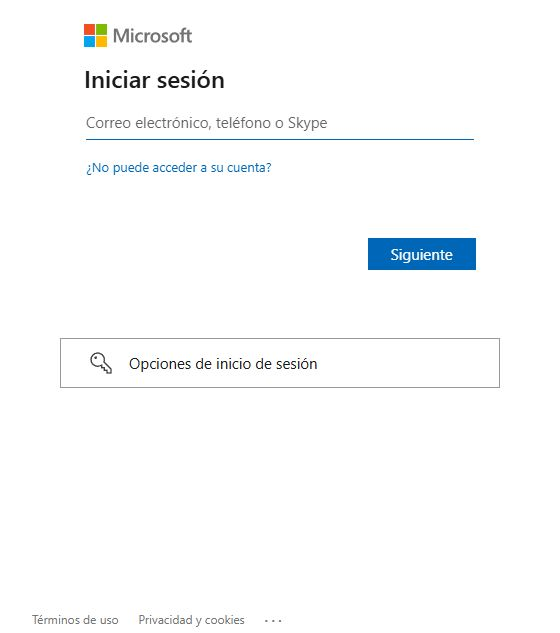 Microsoft
Iniciar sesión
Correo electrónico, teléfono o Skype
¿No puede acceder a su cuenta?
Siguiente
Opciones de inicio de sesión
Términos de uso Privacidad y cookies ...